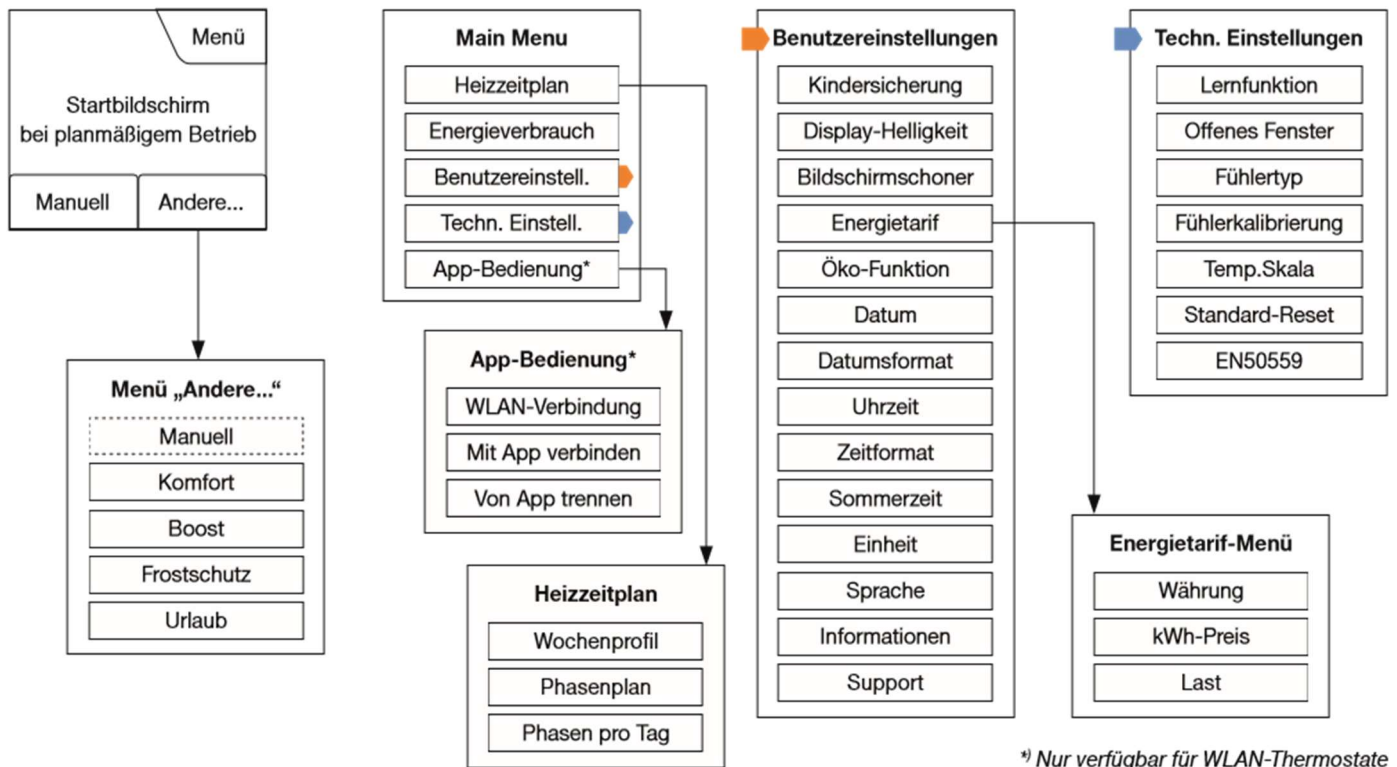 Menü
Startbildschirm
bei planmäßigem Betrieb
Manuell
Andere...
Menü „Andere...“
Manuell
Komfort
Boost
Frostschutz
Urlaub
Main Menu
Heizzeitplan
Energieverbrauch
Benutzereinstell.
Techn. Einstell.
App-Bedienung*
App-Bedienung*
WLAN-Verbindung
Mit App verbinden
Von App trennen
Heizzeitplan
Wochenprofil
Phasenplan
Phasen pro Tag
Benutzereinstellungen
Kindersicherung
Display-Helligkeit
Bildschirmschoner
Energietarif
Öko-Funktion
Datum
Datumsformat
Uhrzeit
Zeitformat
Sommerzeit
Einheit
Sprache
Informationen
Support
Techn. Einstellungen
Lernfunktion
Offenes Fenster
Fühlertyp
Fühlerkalibrierung
Temp.Skala
Standard-Reset
EN50559
Energietarif-Menü
Währung
kWh-Preis
Last
*) Nur verfügbar für WLAN-Thermostate